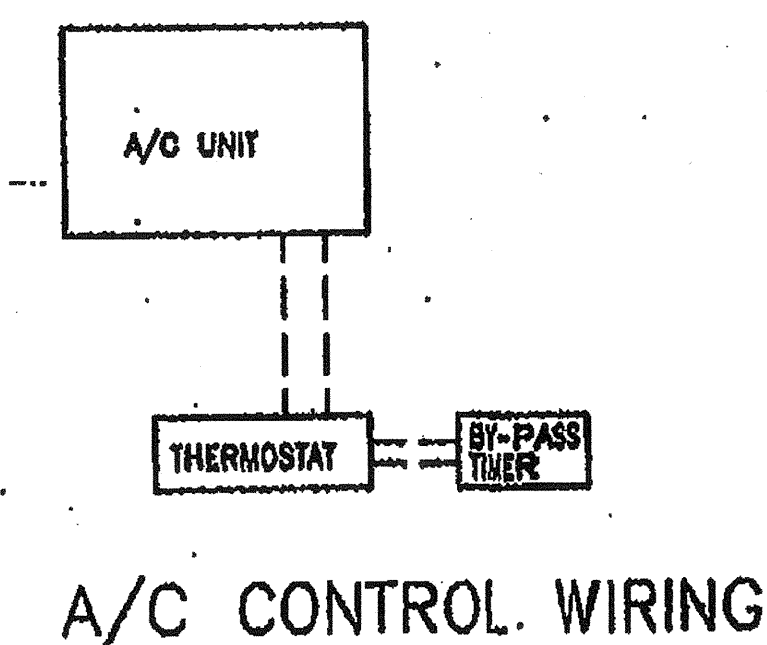 A/C UNIT
THERMOSTAT
BY-PASS
TIMER
A/C CONTROL. WIRING